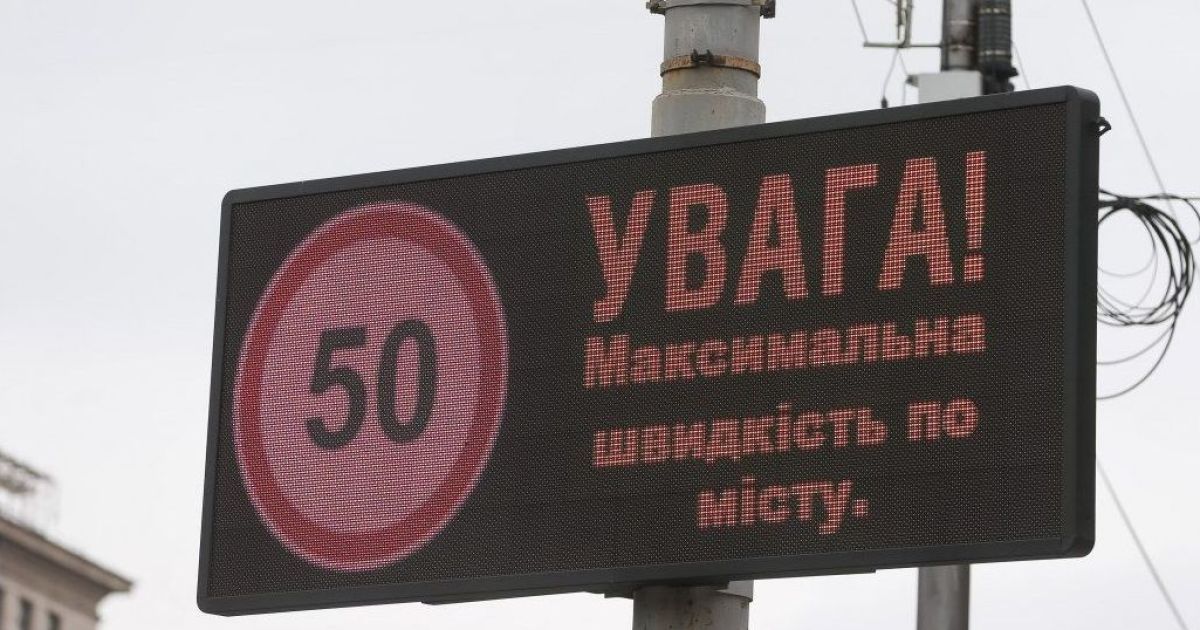 50
УВАГА!
Максимальна
швидкість по
місту.